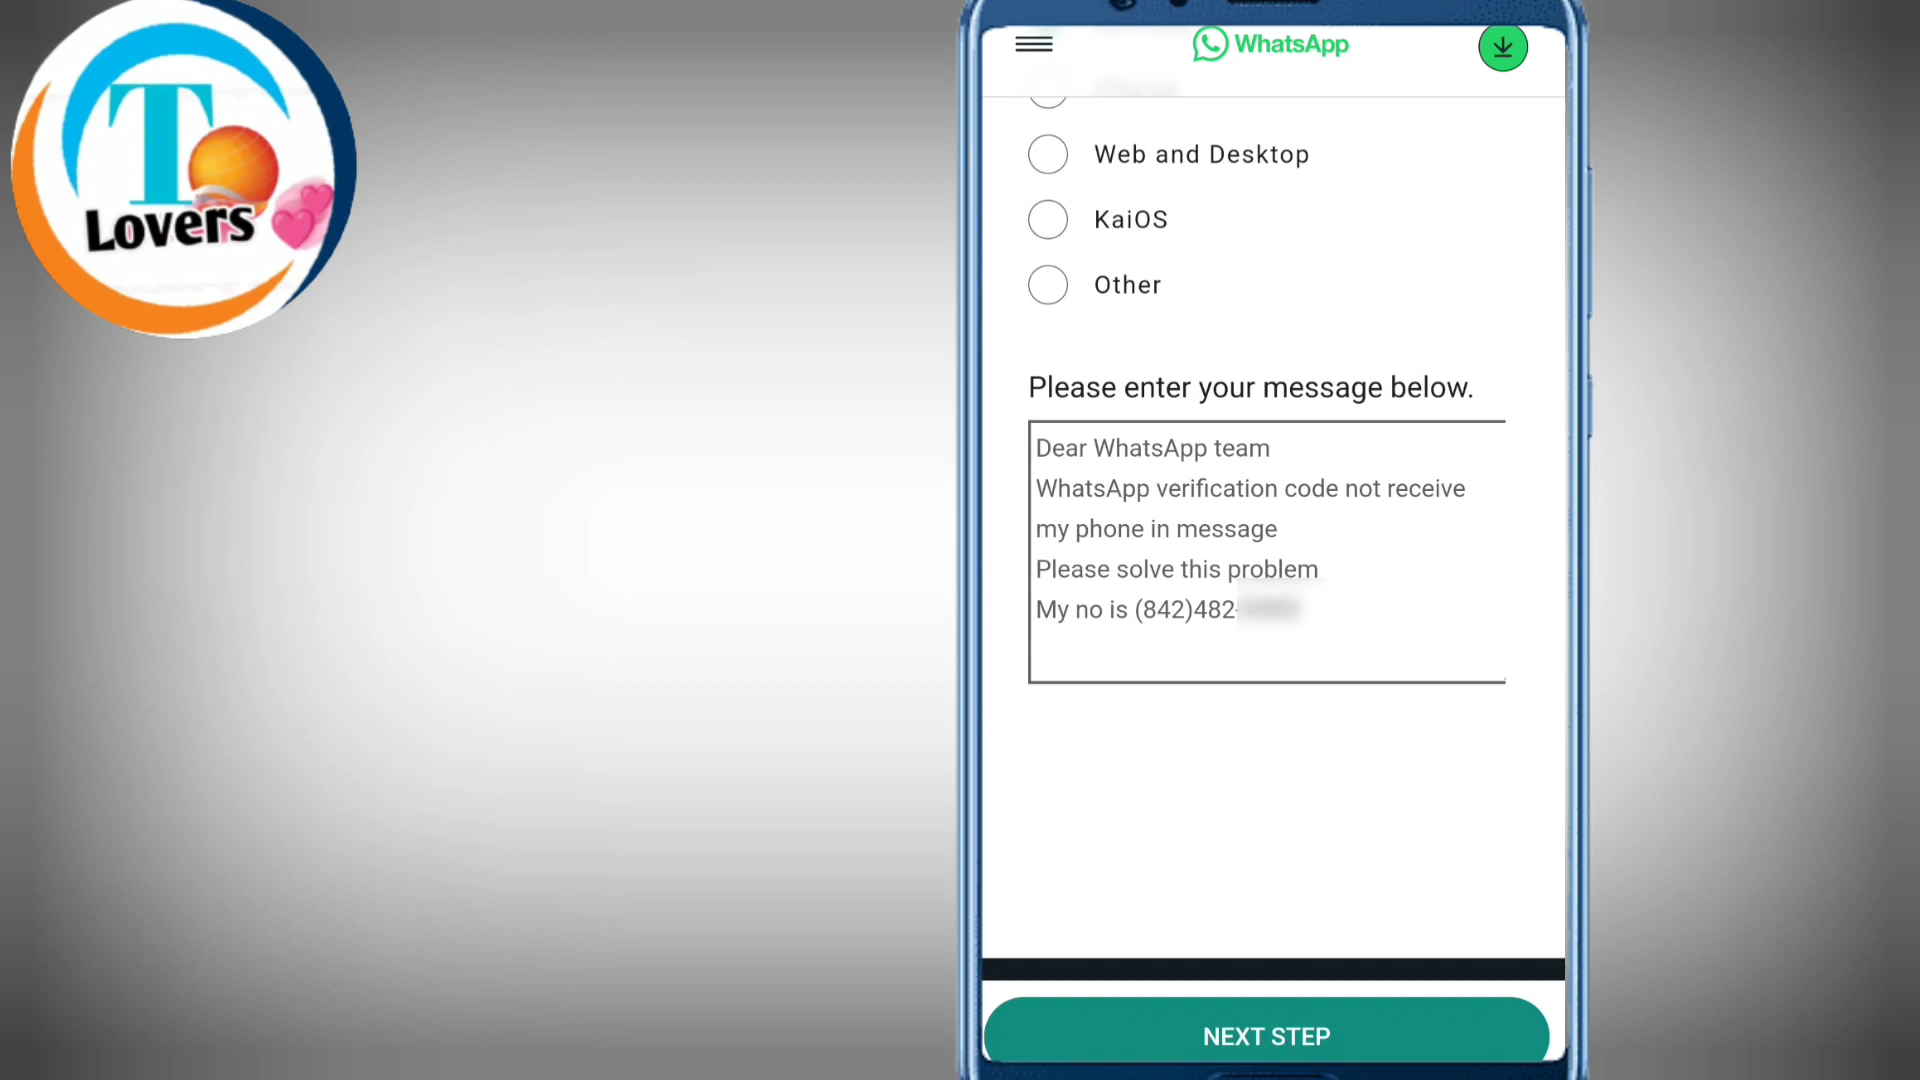 T
Lovers
WhatsApp
Web and Desktop
KaiOS
Other
Please enter your message below.
Dear WhatsApp team
WhatsApp verification code not receive
my phone in message
Please solve this problem
My no is (842)482-
NEXT STEP